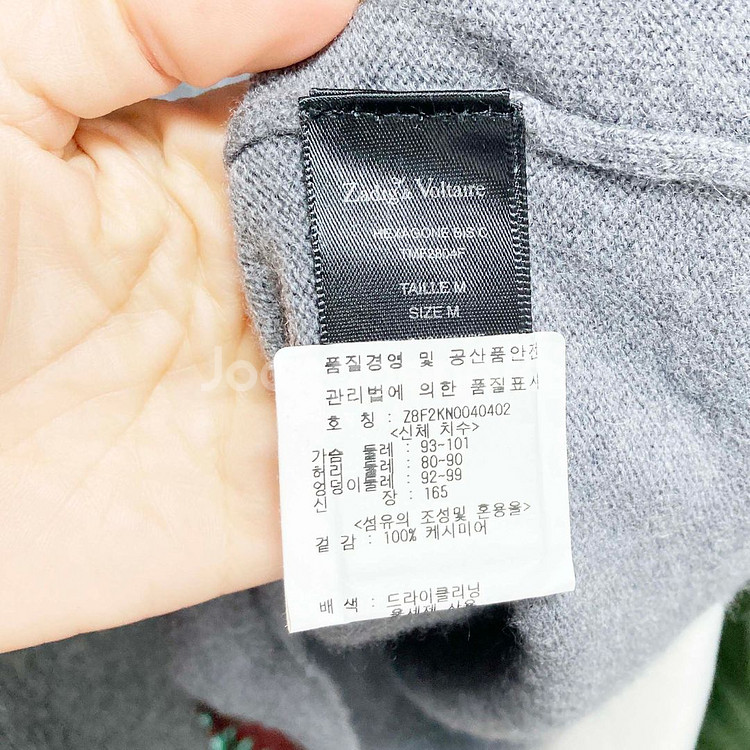 Zadig & Voltaire
TAILLE M
SIZE M
품질경영 및 공산품안전
관리법에 의한 품질표시
호 칭 : Z8F2KN0040402
<신체 치수>
가슴 둘레 : 93-101
허리 둘레 : 80~90
엉덩이둘레 : 92-99
신 장 : 165
<섬유의 조성및 혼용율>
겉 감 : 100% 케시미어
배 색 : 드라이클리닝